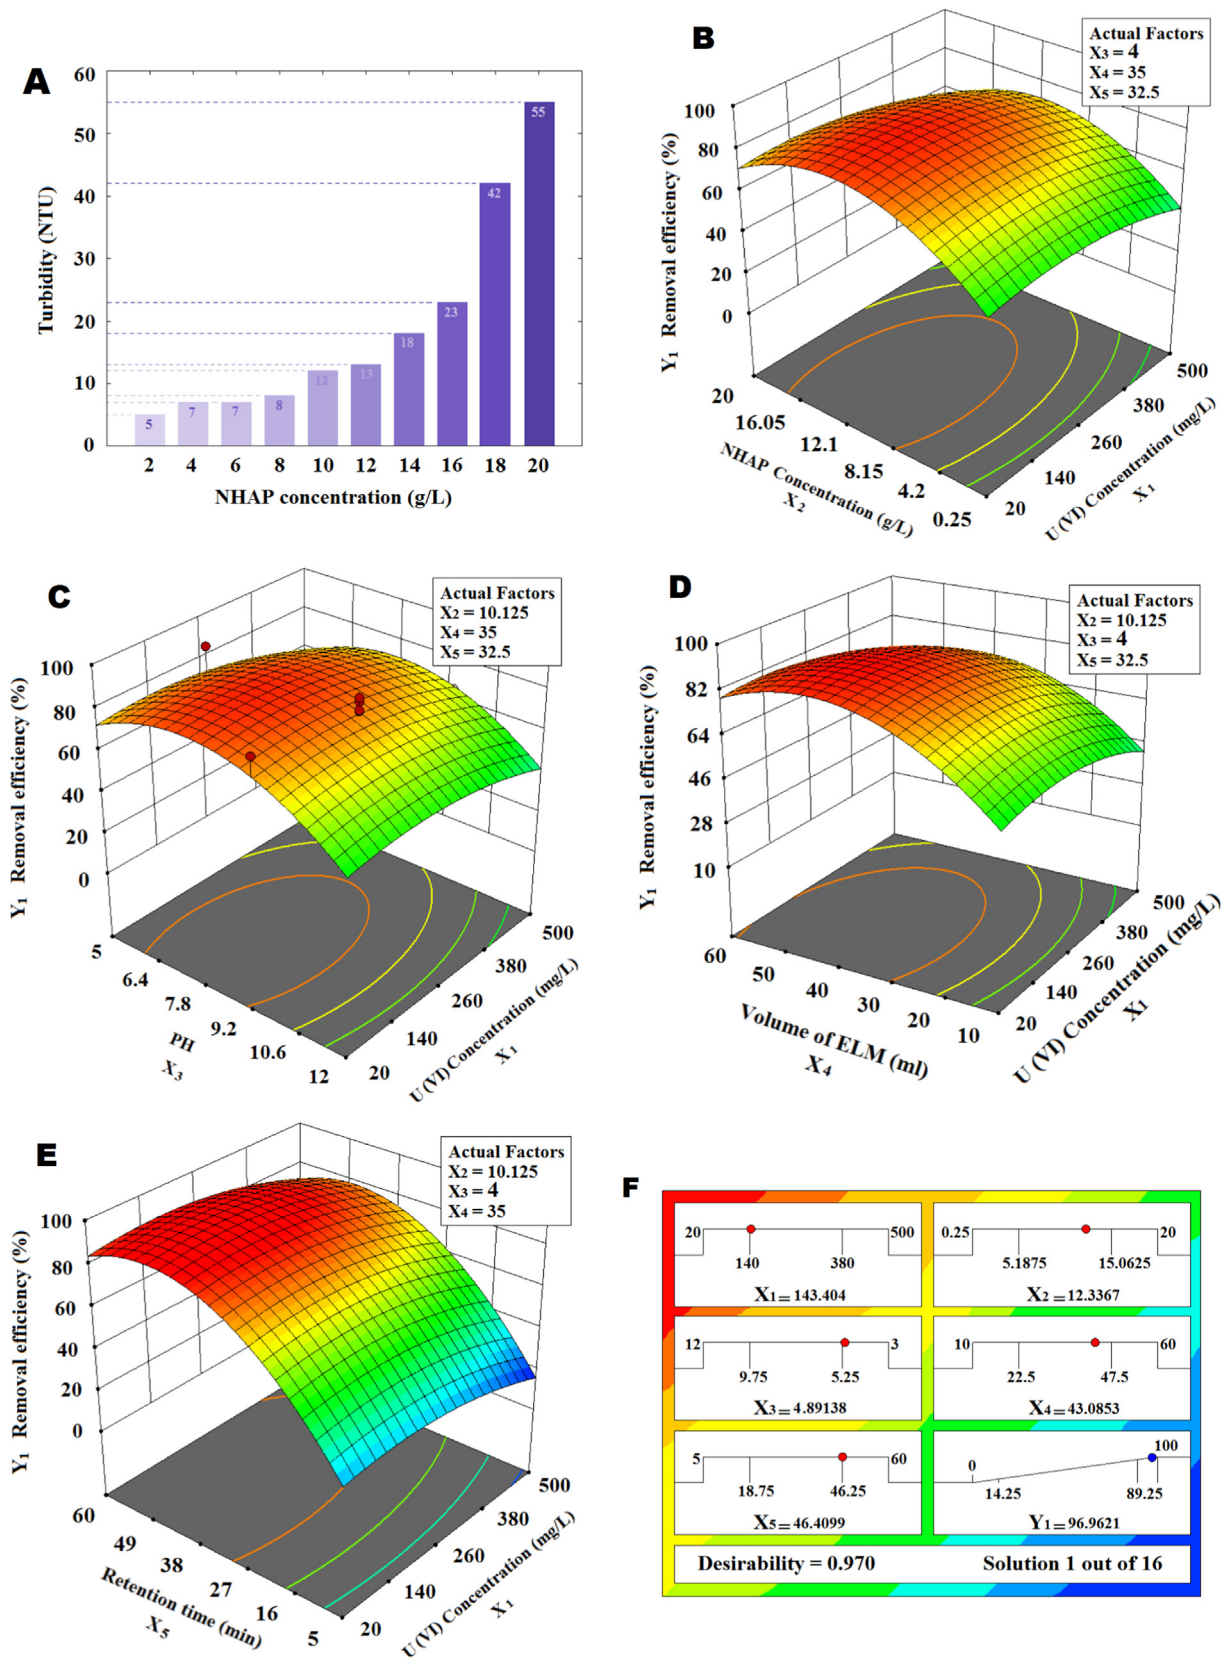 A
60
50
40
30
20
10
0
Turbidity (NTU)
5
7
7
8
12
13
18
23
42
55
2 4 6 8 10 12 14 16 18 20
NHAP concentration (g/L)
B
Actual Factors
X3 = 4
X4 = 35
X5 = 32.5
100
80
60
40
20
0
Y1 Removal efficiency (%)
20
16.05
12.1
8.15
4.2
0.25
NHAP Concentration (g/L)
X2
20
140
260
380
500
U (VI) Concentration (mg/L)
X1
C
Actual Factors
X2 = 10.125
X4 = 35
X5 = 32.5
100
80
60
40
20
0
Y1 Removal efficiency (%)
5
6.4
7.8
9.2
10.6
12
PH
X3
20
140
260
380
500
U (VI) Concentration (mg/L)
X1
D
Actual Factors
X2 = 10.125
X3 = 4
X5 = 32.5
100
82
64
46
28
10
Y1 Removal efficiency (%)
60
50
40
30
20
10
Volume of ELM (ml)
X4
20
140
260
380
500
U (VI) Concentration (mg/L)
X1
E
Actual Factors
X2 = 10.125
X3 = 4
X4 = 35
100
80
60
40
20
0
Y1 Removal efficiency (%)
60
49
38
27
16
5
Retention time (min)
X5
20
140
260
380
500
U (VI) Concentration (mg/L)
X1
F
20 500
140 380
X1 = 143.404
0.25 20
5.1875 15.0625
X2 = 12.3367
12 3
9.75 5.25
X3 = 4.89138
10 60
22.5 47.5
X4 = 43.0853
5 60
18.75 46.25
X5 = 46.4099
0 100
14.25 89.25
Y1 = 96.9621
Desirability = 0.970 Solution 1 out of 16